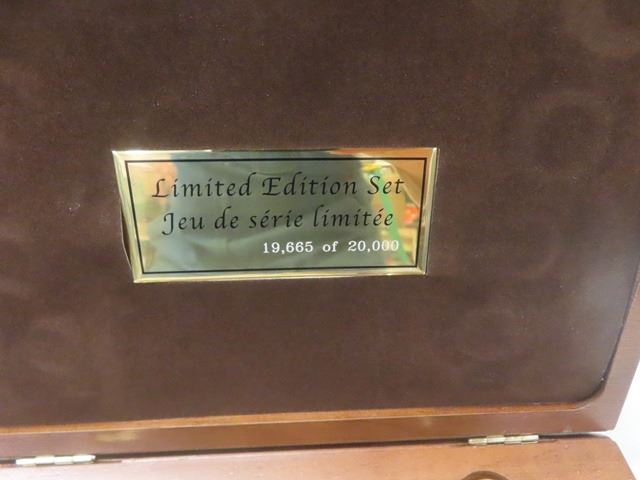 Limited Edition Set
Jeu de série limitée
19,665 of 20,000